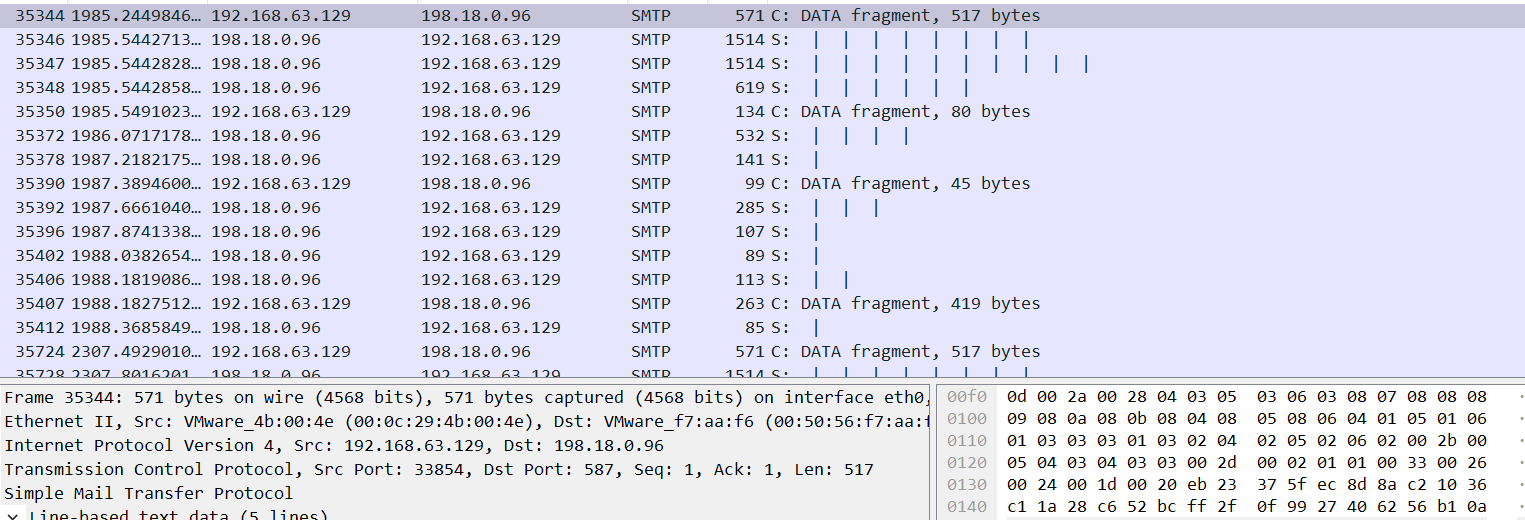 35344 1985.2449846… 192.168.63.129 198.18.0.96 SMTP 571 C: DATA fragment, 517 bytes
35346 1985.5442713… 198.18.0.96 192.168.63.129 SMTP 1514 S: | | | | | | | |
35347 1985.5442828… 198.18.0.96 192.168.63.129 SMTP 1514 S: | | | | | | | | | |
35348 1985.5442858… 198.18.0.96 192.168.63.129 SMTP 619 S: | | | | | |
35350 1985.5491023… 192.168.63.129 198.18.0.96 SMTP 134 C: DATA fragment, 80 bytes
35372 1986.0717178… 198.18.0.96 192.168.63.129 SMTP 532 S: | | | |
35378 1987.2182175… 198.18.0.96 192.168.63.129 SMTP 141 S: |
35390 1987.3894600… 192.168.63.129 198.18.0.96 SMTP 99 C: DATA fragment, 45 bytes
35392 1987.6661040… 198.18.0.96 192.168.63.129 SMTP 285 S: | | |
35396 1987.8741338… 198.18.0.96 192.168.63.129 SMTP 107 S: |
35402 1988.0382654… 198.18.0.96 192.168.63.129 SMTP 89 S: |
35406 1988.1819086… 198.18.0.96 192.168.63.129 SMTP 113 S: | |
35407 1988.1827512… 192.168.63.129 198.18.0.96 SMTP 263 C: DATA fragment, 419 bytes
35412 1988.3685849… 198.18.0.96 192.168.63.129 SMTP 85 S: |
35724 2307.4929010… 192.168.63.129 198.18.0.96 SMTP 571 C: DATA fragment, 517 bytes
35728 2307.8016201… 198.18.0.96 192.168.63.129 SMTP 1514 S: | | | | | | | |
Frame 35344: 571 bytes on wire (4568 bits), 571 bytes captured (4568 bits) on interface eth0,
Ethernet II, Src: VMware_4b:00:4e (00:0c:29:4b:00:4e), Dst: VMware_f7:aa:f6 (00:50:56:f7:aa:f
Internet Protocol Version 4, Src: 192.168.63.129, Dst: 198.18.0.96
Transmission Control Protocol, Src Port: 33854, Dst Port: 587, Seq: 1, Ack: 1, Len: 517
Simple Mail Transfer Protocol
Line-based text data (5 lines)
00f0 0d 00 2a 00 28 04 03 05 03 06 03 08 07 08 08 08
0100 09 08 0a 08 0b 08 04 08 05 08 06 04 01 05 01 06
0110 01 03 03 03 01 03 02 04 02 05 02 06 02 00 2b 00
0120 05 04 03 04 03 03 00 2d 00 02 01 01 00 33 00 26
0130 00 24 00 1d 00 20 eb 23 37 5f ec 8d 8a c2 10 36
0140 c1 1a 28 c6 52 bc ff 2f 0f 99 27 40 62 56 b1 0a